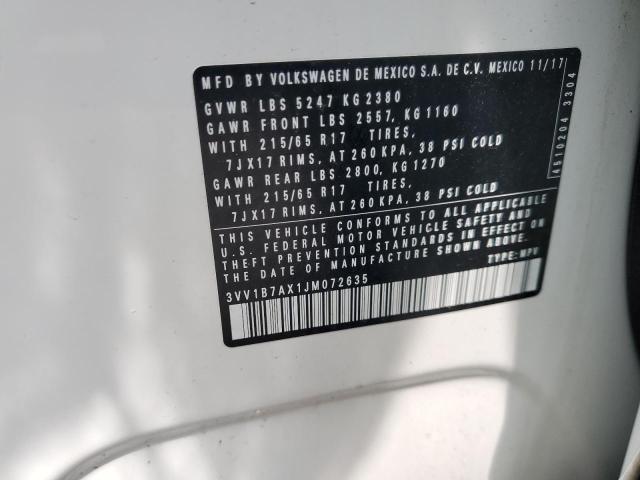 MFD BY VOLKSWAGEN DE MEXICO S.A. DE C.V. MEXICO 11/17
GVWR LBS 5247 KG 2380
GAWR FRONT LBS 2557, KG 1160
WITH 215/65 R17 TIRES,
7JX17 RIMS, AT 260 KPA, 38 PSI COLD
GAWR REAR LBS 2800, KG 1270
WITH 215/65 R17 TIRES,
7JX17 RIMS, AT 260 KPA, 38 PSI COLD
THIS VEHICLE CONFORMS TO ALL APPLICABLE
U.S. FEDERAL MOTOR VEHICLE SAFETY AND
THEFT PREVENTION STANDARDS IN EFFECT ON THE
DATE OF MANUFACTURE SHOWN ABOVE.
3VV1B7AX1JM072635 TYPE: MPV
4510204 3304